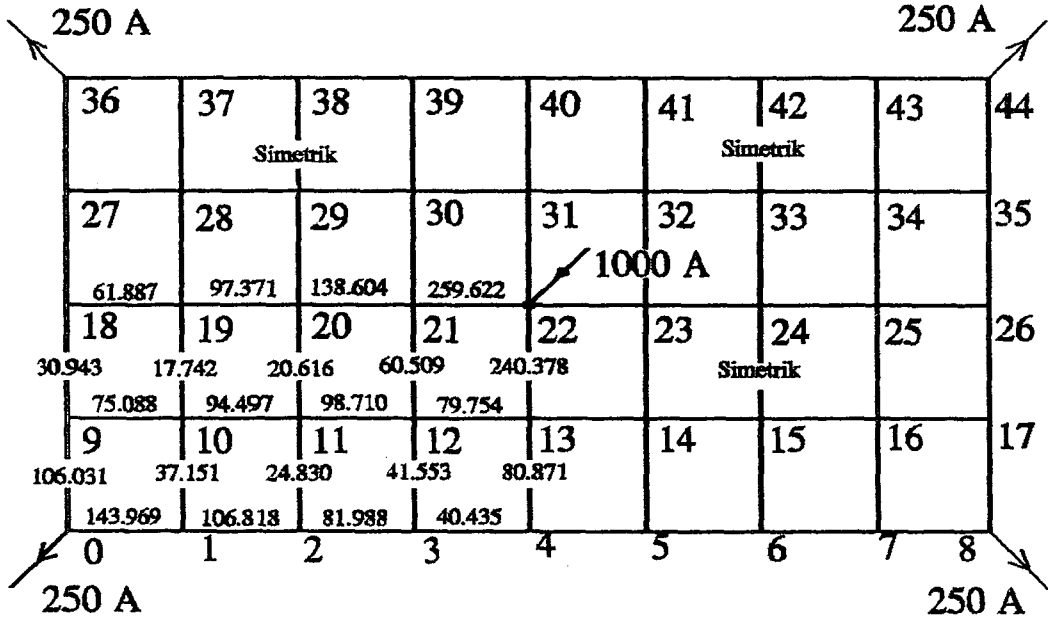 250 A 250 A
36 37 38 39 40 41 42 43 44
Simetrik Simetrik
27 28 29 30 31 32 33 34 35
1000 A
61.887 97.371 138.604 259.622
18 19 20 21 22 23 24 25 26
30.943 17.742 20.616 60.509 240.378 Simetrik
75.088 94.497 98.710 79.754
9 10 11 12 13 14 15 16 17
106.031 37.151 24.830 41.553 80.871
143.969 106.818 81.988 40.435
0 1 2 3 4 5 6 7 8
250 A 250 A